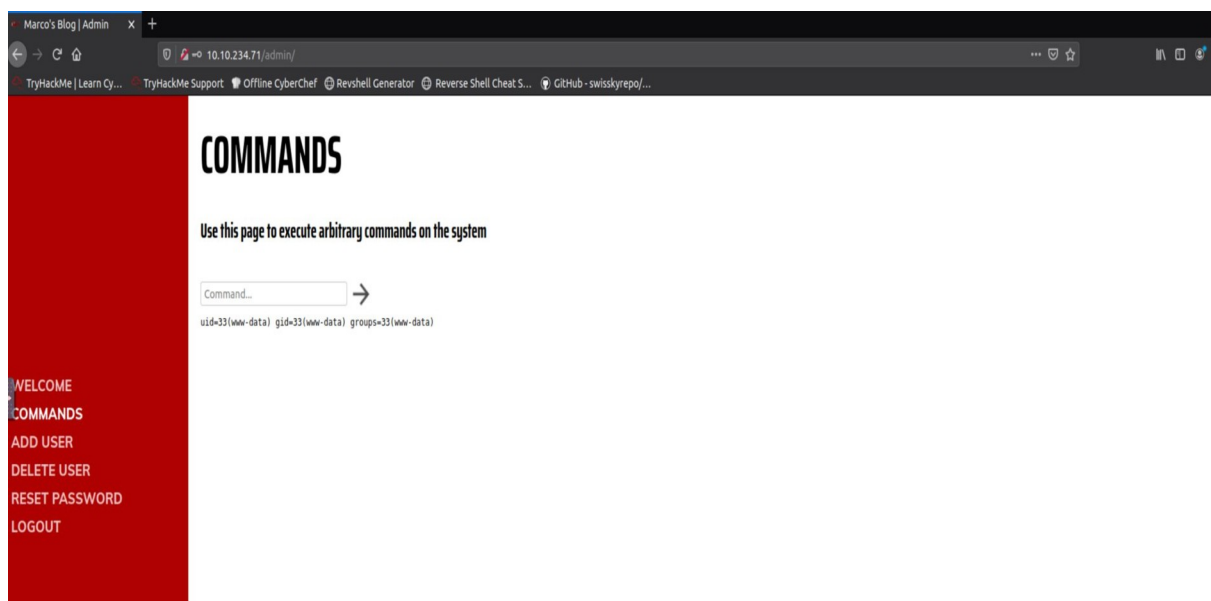 Marco's Blog | Admin
10.10.234.71/admin/
TryHackMe | Learn Cy... TryHackMe Support Offline CyberChef Revshell Generator Reverse Shell Cheat S... GitHub - swisskyrepo/...
COMMANDS
Use this page to execute arbitrary commands on the system
Command...
uid=33(www-data) gid=33(www-data) groups=33(www-data)
WELCOME
COMMANDS
ADD USER
DELETE USER
RESET PASSWORD
LOGOUT